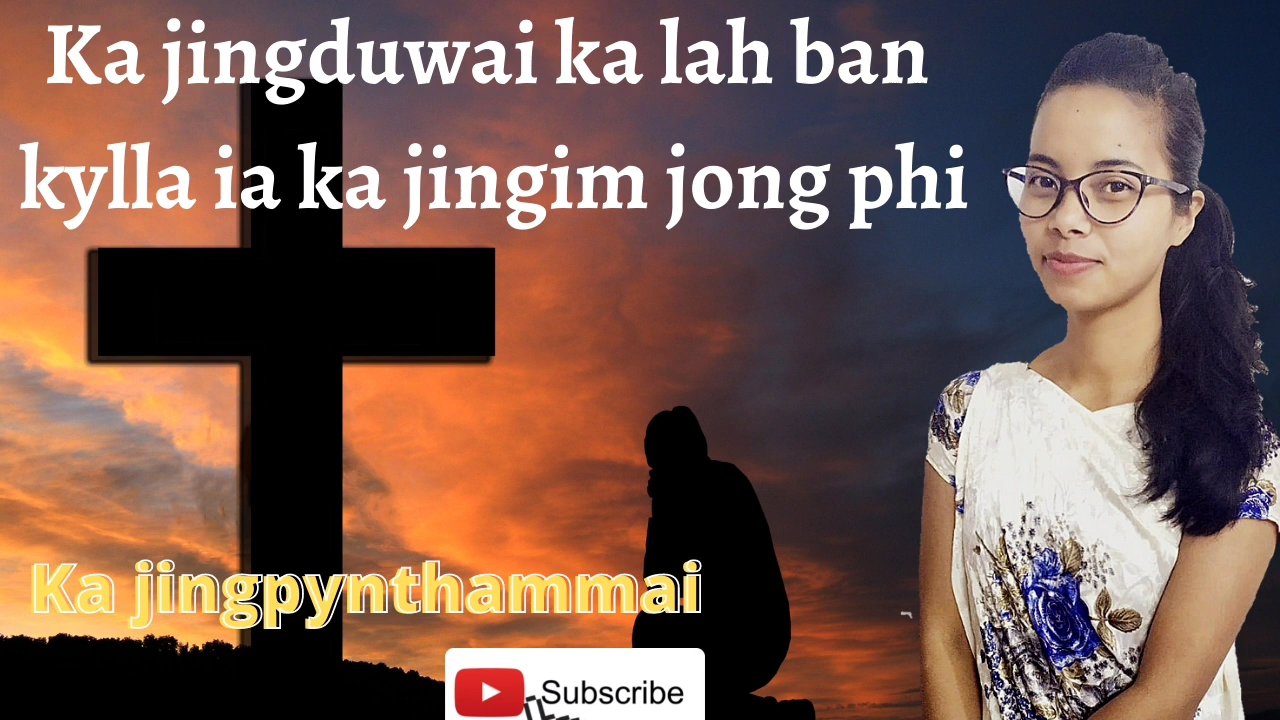 Ka jingduwai ka lah ban
kylla ia ka jingim jong phi
Ka jingpynthammai
Subscribe